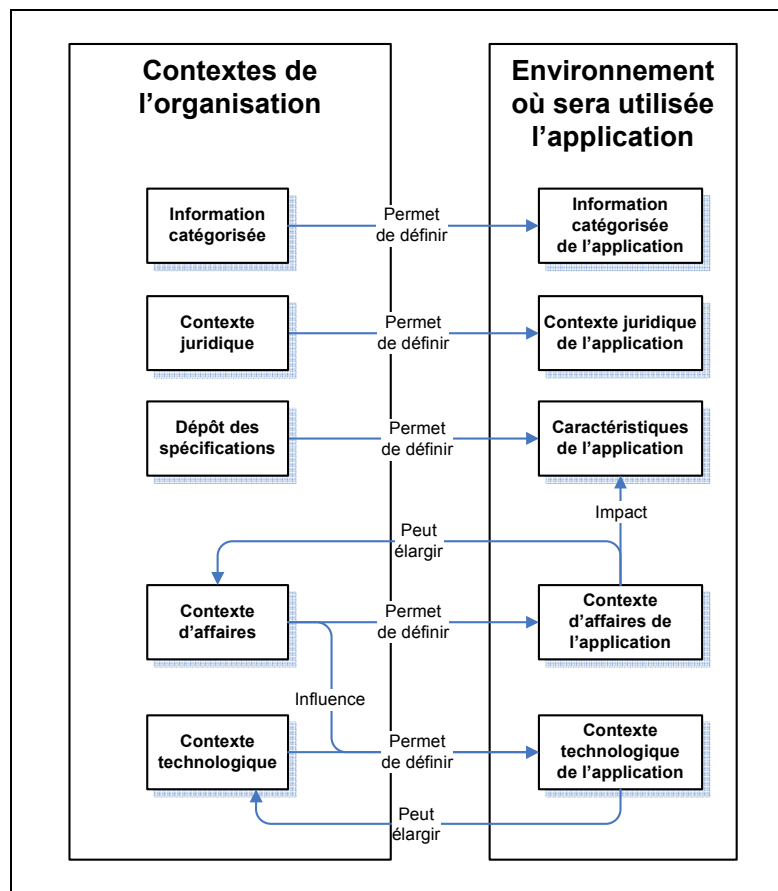 Contextes de
l'organisation
Environnement
où sera utilisée
l'application
Information
catégorisée
Permet
de définir
Information
catégorisée
de l'application
Contexte
juridique
Permet
de définir
Contexte juridique
de l'application
Dépôt des
spécifications
Permet
de définir
Caractéristiques
de l'application
Impact
Peut
élargir
Contexte
d'affaires
Permet
de définir
Contexte
d'affaires de
l'application
Influence
Contexte
technologique
Permet
de définir
Contexte
technologique
de l'application
Peut
élargir